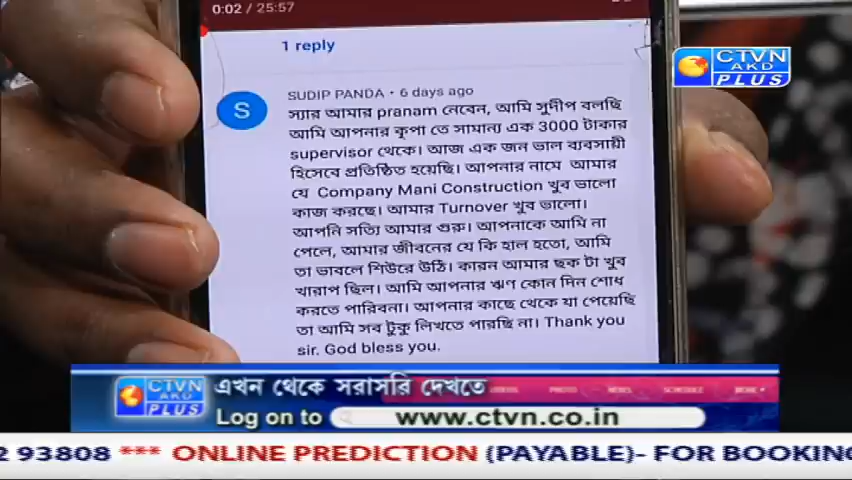 0:02 / 25:57
1 reply
CTVN
AKD
PLUS
S
SUDIP PANDA • 6 days ago
স্যার আমার pranam নেবেন, আমি সুদীপ বলছি
আমি আপনার কৃপা তে সামান্য এক 3000 টাকার
supervisor থেকে। আজ এক জন ভাল ব্যবসায়ী
হিসেবে প্রতিষ্ঠিত হয়েছি। আপনার নামে আমার
যে Company Mani Construction খুব ভালো
কাজ করছে। আমার Turnover খুব ভালো।
আপনি সত্যি আমার গুরু। আপনাকে আমি না
পেলে, আমার জীবনের যে কি হাল হতো, আমি
তা ভাবলে শিউরে উঠি। কারন আমার ছক টা খুব
খারাপ ছিল। আমি আপনার ঋণ কোন দিন শোধ
করতে পারিবনা। আপনার কাছে থেকে যা পেয়েছি
তা আমি সব টুকু লিখতে পারছি না। Thank you
sir. God bless you.
CTVN
AKD
PLUS
এখন থেকে সরাসরি দেখতে
PHOTO NEWS SCHEDULE
Log on to www.ctvn.co.in
2 93808 *** ONLINE PREDICTION (PAYABLE)- FOR BOOKING